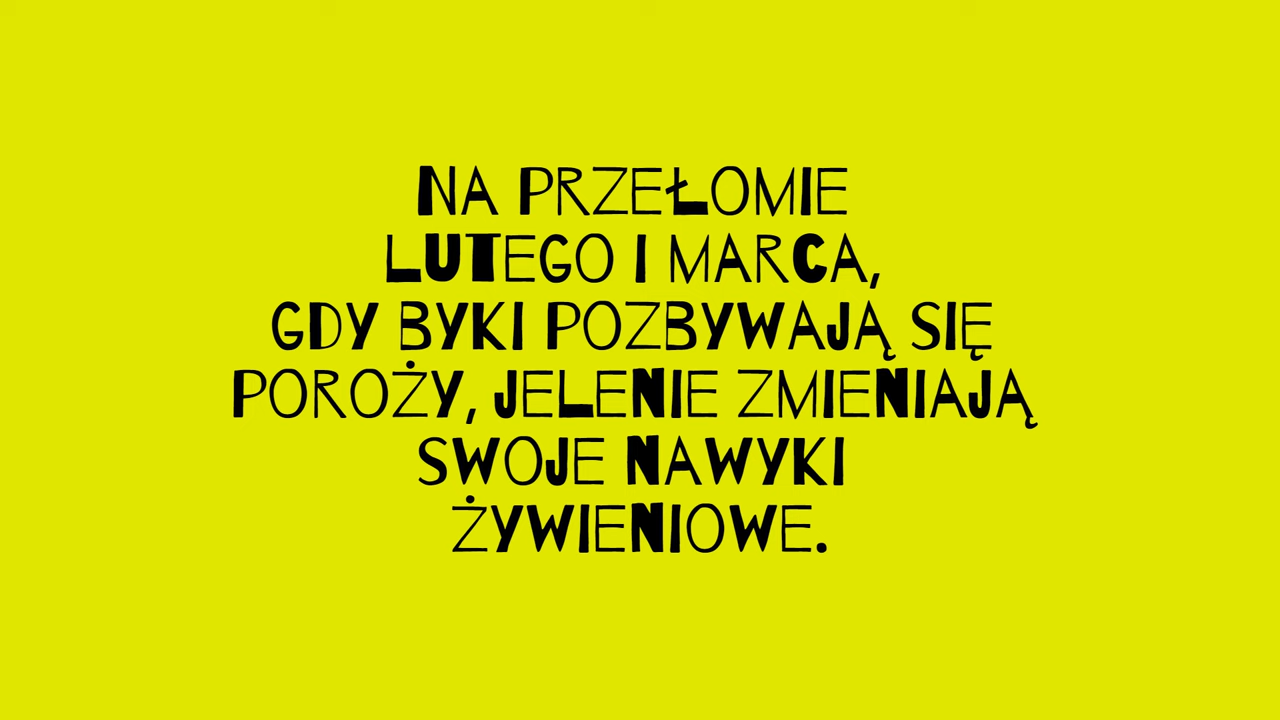 NA PRZEŁOMIE
LUTEGO I MARCA,
GDY BYKI POZBYWAJĄ SIĘ
POROŻY, JELENIE ZMIENIAJĄ
SWOJE NAWYKI
ŻYWIENIOWE.